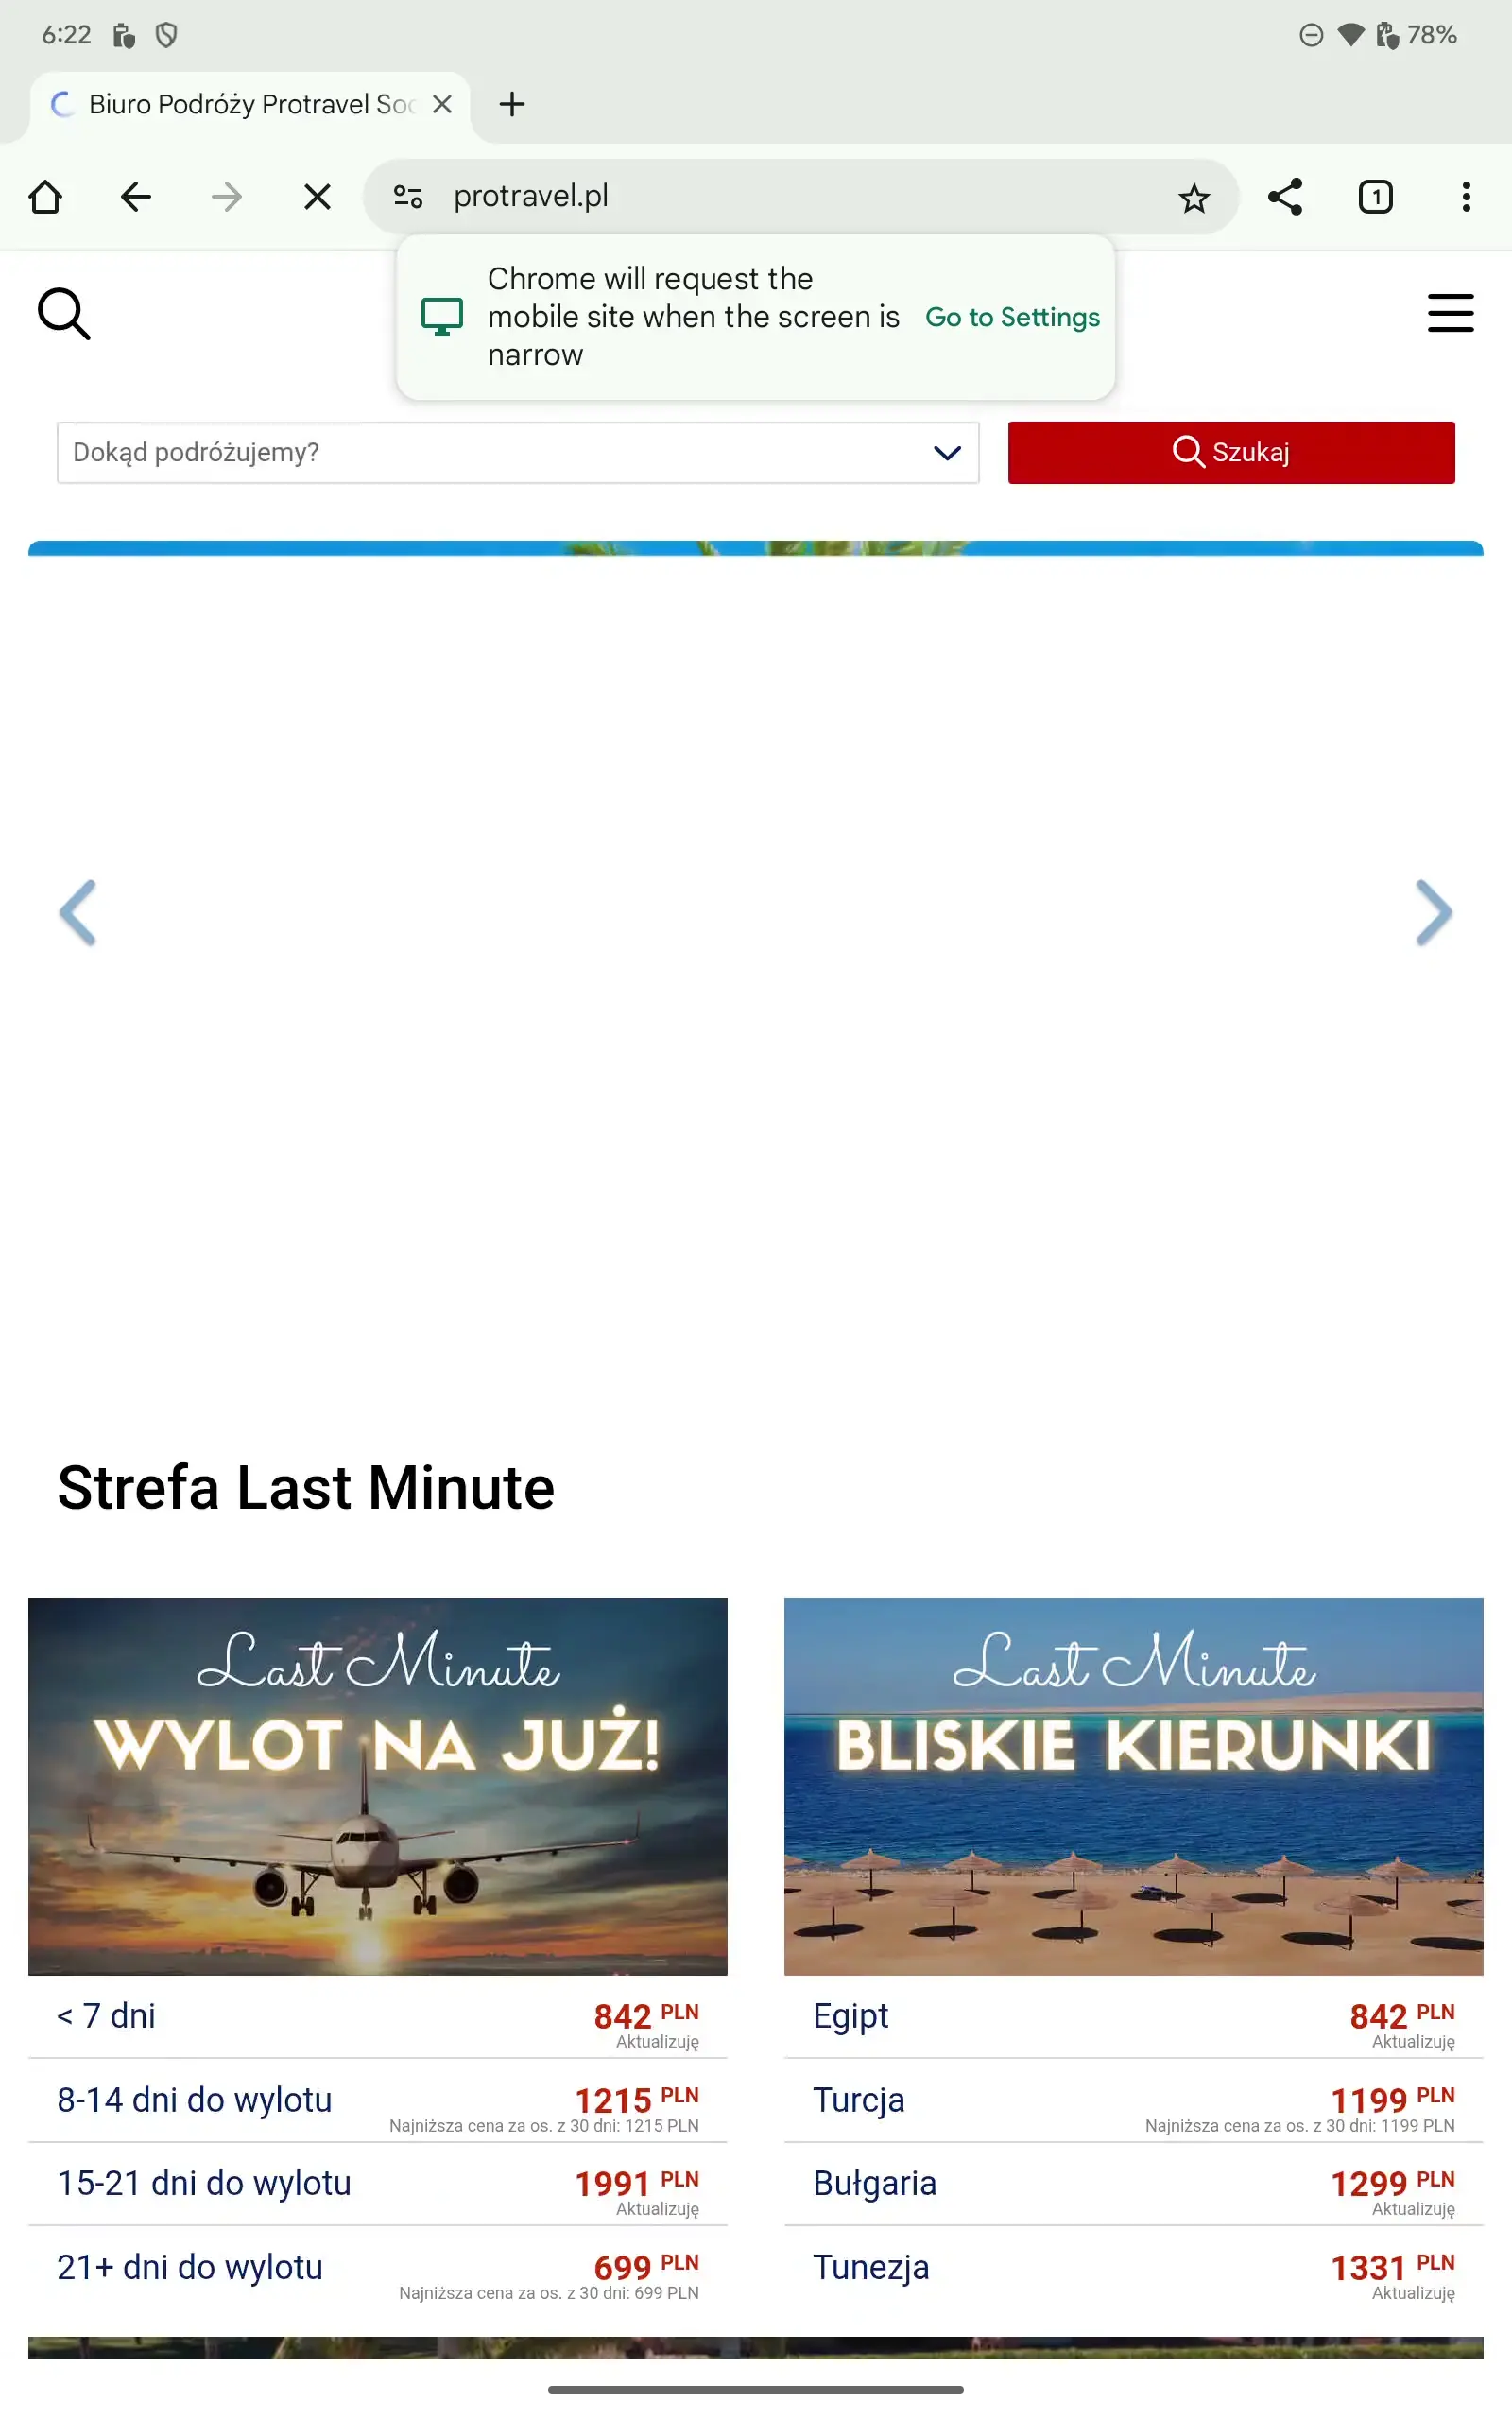 6:22
78%
Biuro Podróży Protravel Soc
protravel.pl
1
Chrome will request the
mobile site when the screen is
narrow
Go to Settings
Dokąd podróżujemy?
Szukaj
Strefa Last Minute
Last Minute
WYLOT NA JUŻ!
< 7 dni
842 PLN
Aktualizuję
8-14 dni do wylotu
1215 PLN
Najniższa cena za os. z 30 dni: 1215 PLN
15-21 dni do wylotu
1991 PLN
Aktualizuję
21+ dni do wylotu
699 PLN
Najniższa cena za os. z 30 dni: 699 PLN
Last Minute
BLISKIE KIERUNKI
Egipt
842 PLN
Aktualizuję
Turcja
1199 PLN
Najniższa cena za os. z 30 dni: 1199 PLN
Bułgaria
1299 PLN
Aktualizuję
Tunezja
1331 PLN
Aktualizuję